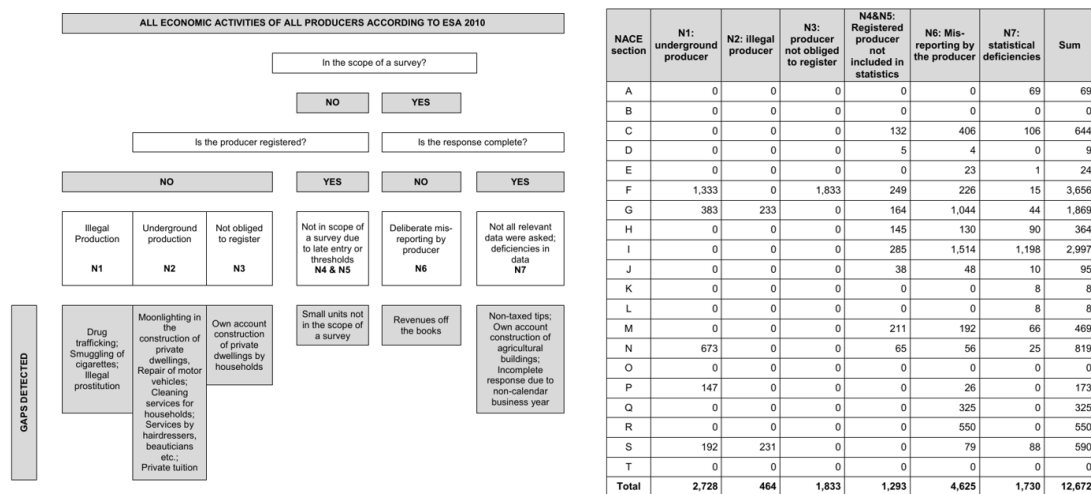 ALL ECONOMIC ACTIVITIES OF ALL PRODUCERS ACCORDING TO ESA 2010
In the scope of a survey?
NO YES
Is the producer registered? Is the response complete?
NO YES NO YES
Illegal
Production
N1
Underground
production
N2
Not obliged
to register
N3
Not in scope of
a survey due
to late entry or
thresholds
N4 & N5
Deliberate mis-
reporting by
producer
N6
Not all relevant
data were asked;
deficiencies in
data
N7
GAPS DETECTED
Drug
trafficking;
Smuggling of
cigarettes;
Illegal
prostitution
Moonlighting in
the
construction of
private
dwellings,
Repair of motor
vehicles;
Cleaning
services for
households;
Services by
hairdressers,
beauticians
etc.;
Private tuition
Own account
construction
of private
dwellings by
households
Small units not
in the scope of
a survey
Revenues off
the books
Non-taxed tips;
Own account
construction of
agricultural
buildings;
Incomplete
response due to
non-calendar
business year
NACE
section
N1:
underground
producer
N2: illegal
producer
N3:
producer
not obliged
to register
N4&N5:
Registered
producer
not
included in
statistics
N6: Mis-
reporting by
the producer
N7:
statistical
deficiencies
Sum
A 0 0 0 0 0 69 69
B 0 0 0 0 0 0 0
C 0 0 0 132 406 106 644
D 0 0 0 5 4 0 9
E 0 0 0 0 23 1 24
F 1,333 0 1,833 249 226 15 3,656
G 383 233 0 164 1,044 44 1,869
H 0 0 0 145 130 90 364
I 0 0 0 285 1,514 1,198 2,997
J 0 0 0 38 48 10 95
K 0 0 0 0 0 8 8
L 0 0 0 0 0 8 8
M 0 0 0 211 192 66 469
N 673 0 0 65 56 25 819
O 0 0 0 0 0 0 0
P 147 0 0 0 26 0 173
Q 0 0 0 0 325 0 325
R 0 0 0 0 550 0 550
S 192 231 0 0 79 88 590
T 0 0 0 0 0 0 0
Total 2,728 464 1,833 1,293 4,625 1,730 12,672